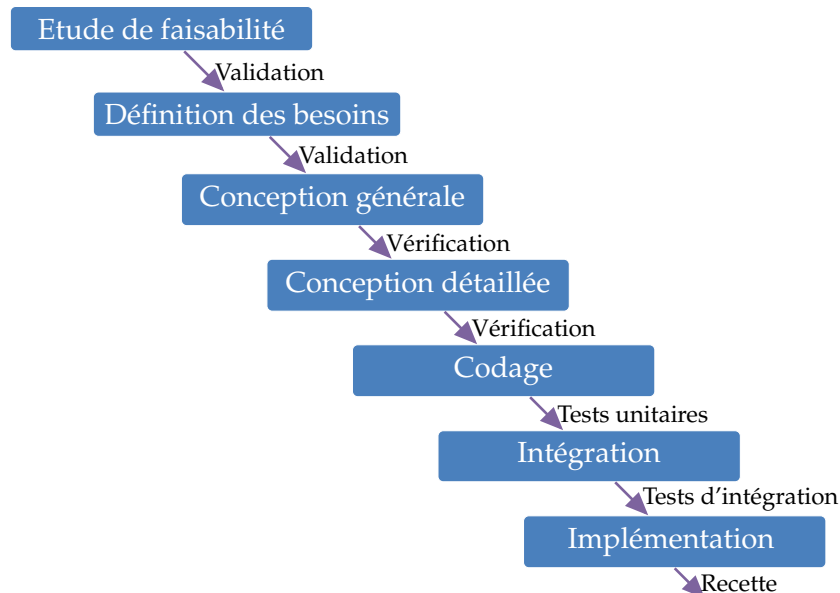 Etude de faisabilité
Validation
Définition des besoins
Validation
Conception générale
Vérification
Conception détaillée
Vérification
Codage
Tests unitaires
Intégration
Tests d’intégration
Implémentation
Recette